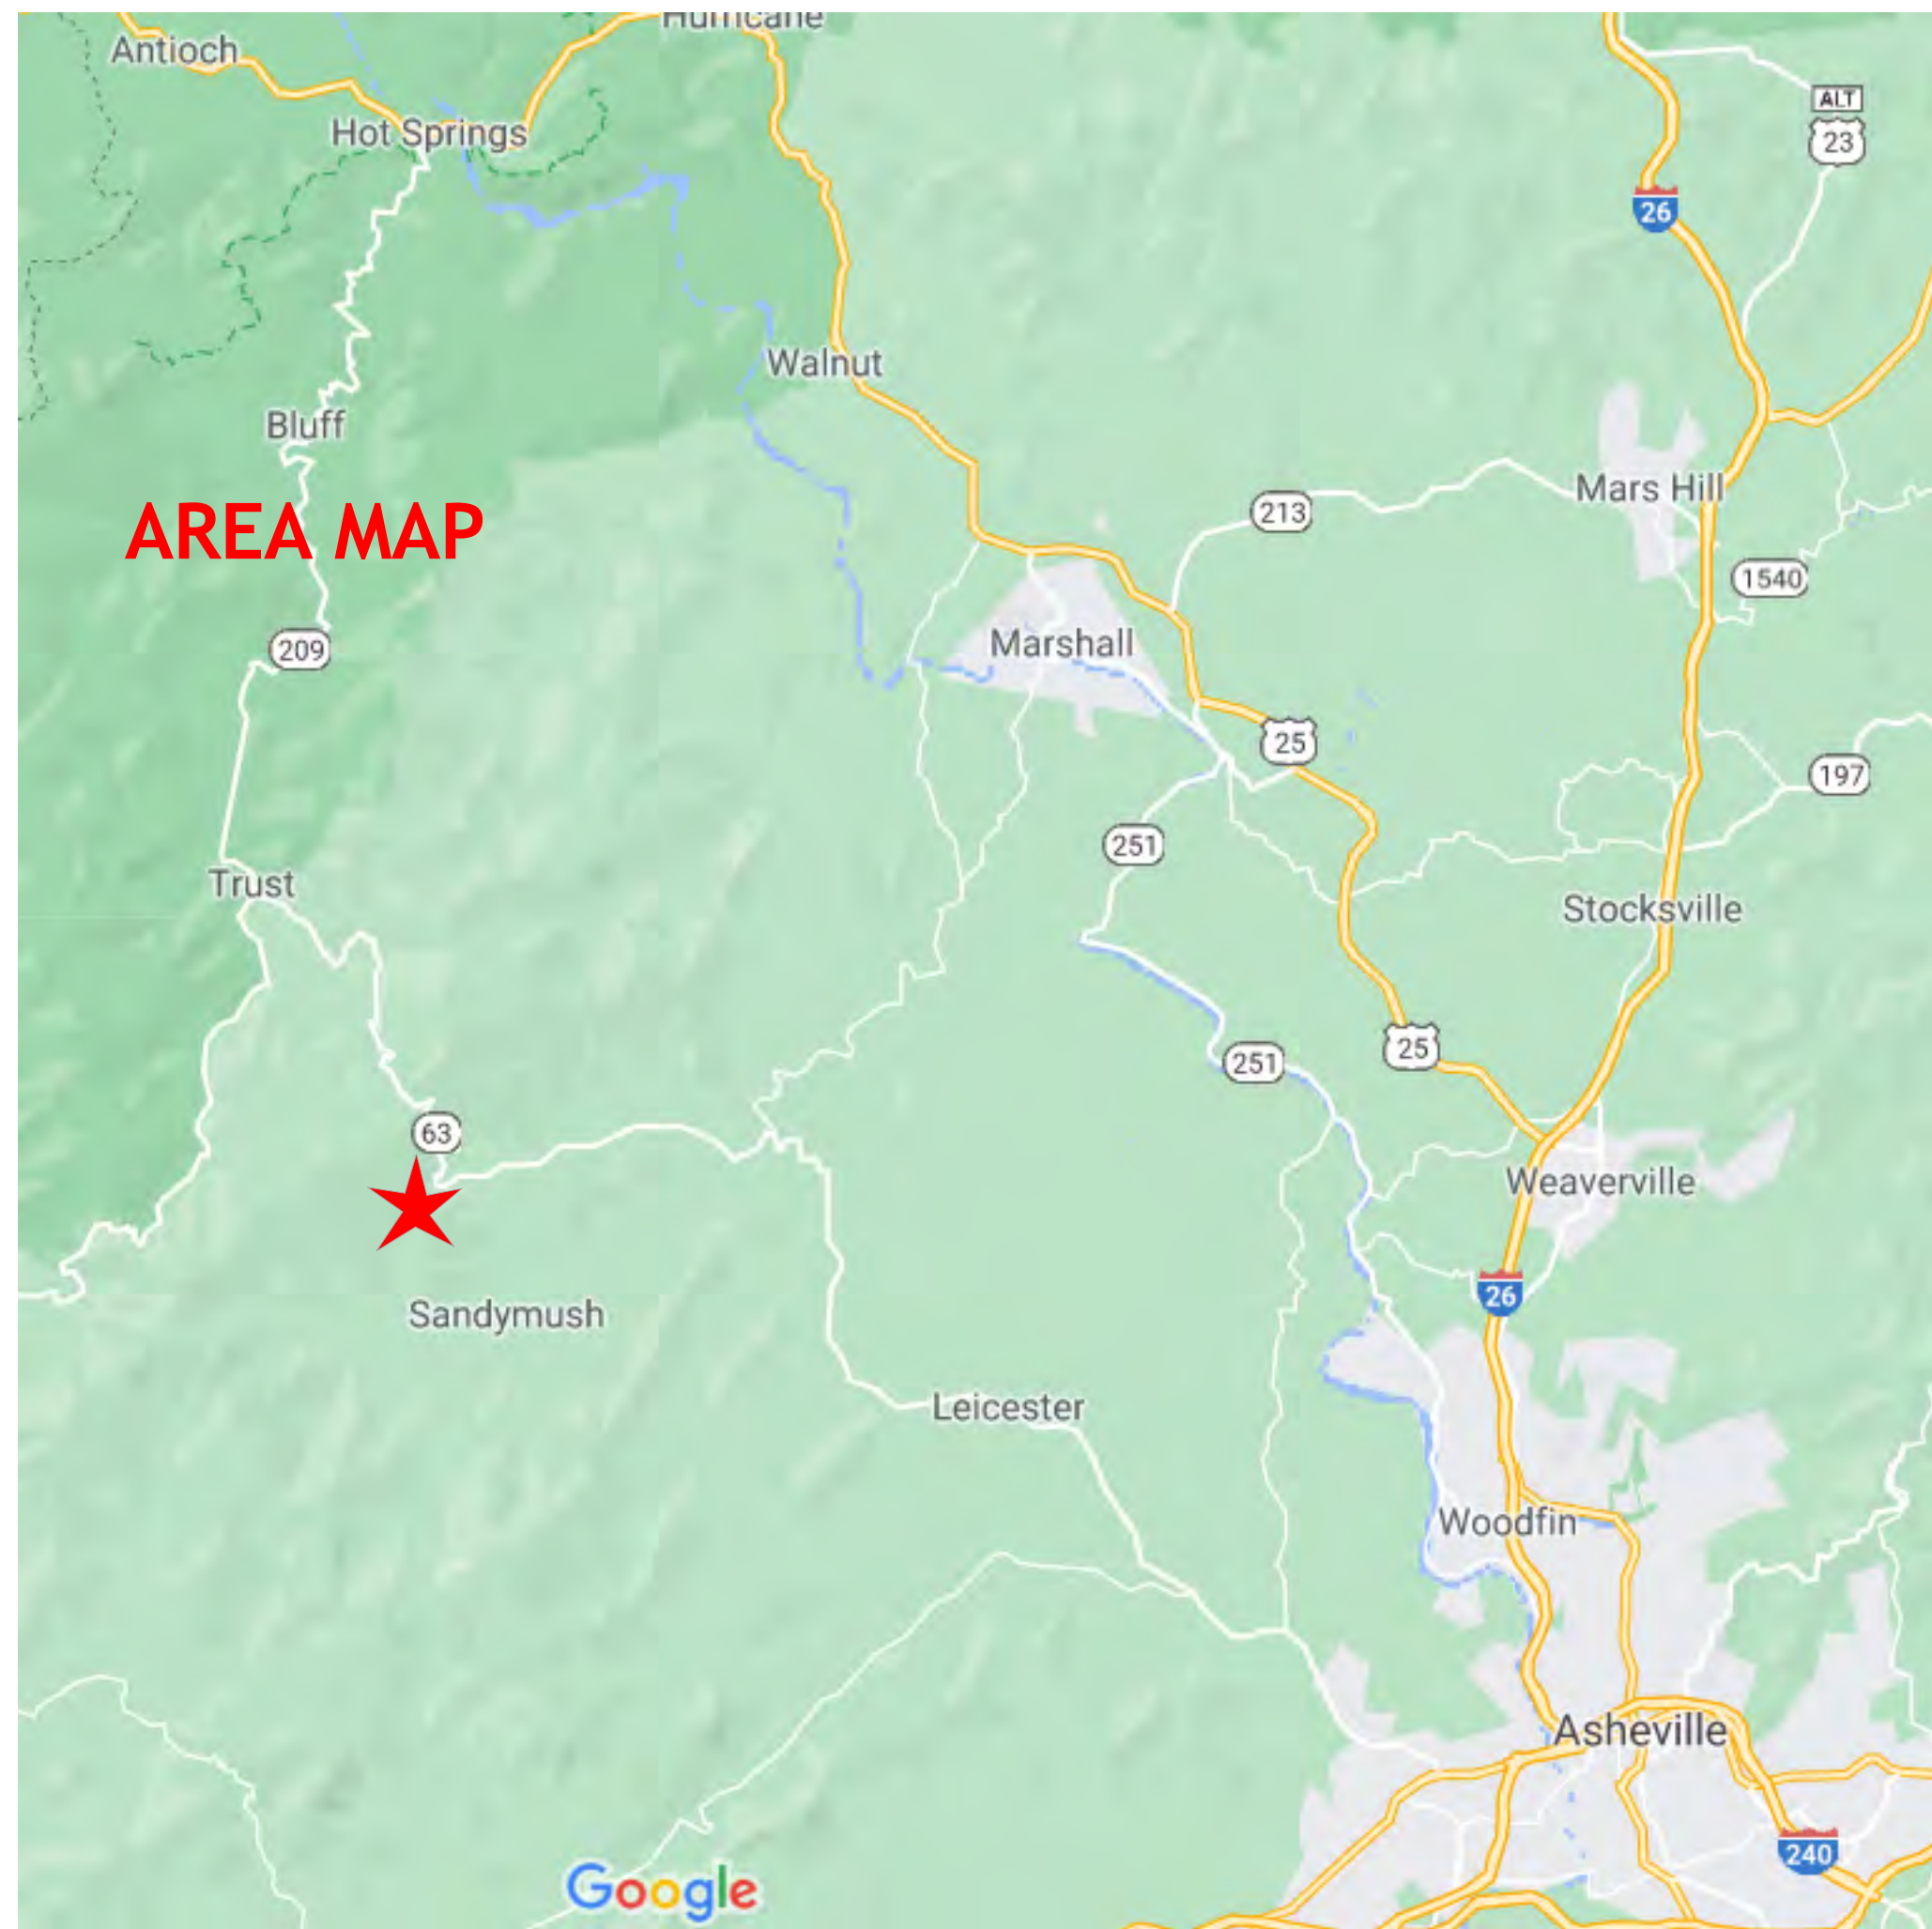 Hurricane
Antioch
ALT
23
Hot Springs
26
Walnut
Bluff
Mars Hill
213
AREA MAP
1540
Marshall
209
25
197
251
Trust
Stocksville
25
251
63
Weaverville
26
Sandymush
Leicester
Woodfin
Asheville
240
Google